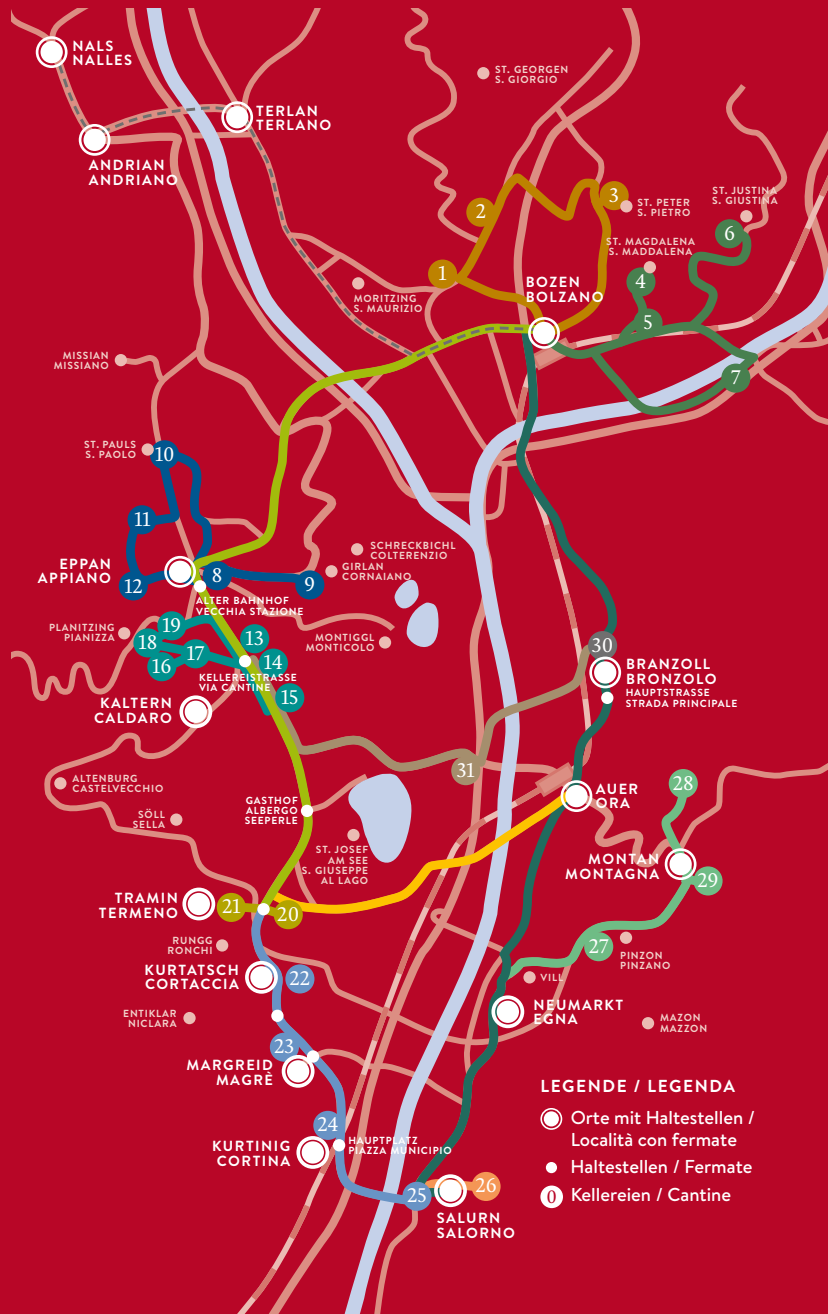 NALS
NALLES
ST. GEORGEN
S. GIORGIO
TERLAN
TERLANO
ANDRIAN
ANDRIANO
2
3
ST. PETER
S. PIETRO
ST. JUSTINA
S. GIUSTINA
6
ST. MAGDALENA
S. MADDALENA
1
4
MORITZING
S. MAURIZIO
BOZEN
BOLZANO
5
MISSIAN
MISSIANO
7
ST. PAULS
S. PAOLO
10
11
SCHRECKBICHL
COLTERENZIO
EPPAN
APPIANO
12
8
9
GIRLAN
CORNAIANO
ALTER BAHNHOF
VECCHIA STAZIONE
PLANITZING
PIANIZZA
19
18
17
16
13
14
MONTIGGL
MONTICOLO
30
KELLEREISTRASSE
VIA CANTINE
15
BRANZOLL
BRONZOLO
HAUPTSTRASSE
STRADA PRINCIPALE
KALTERN
CALDARO
31
ALTENBURG
CASTELVECCHIO
28
AUER
ORA
GASTHOF
ALBERGO
SEEPERLE
SÖLL
SELLA
ST. JOSEF
AM SEE
S. GIUSEPPE
AL LAGO
MONTAN
MONTAGNA
29
TRAMIN
TERMENO
21
20
RUNGG
RONCHI
27
PINZON
PINZANO
KURTATSCH
CORTACCIA
22
VILL
ENTIKLAR
NICLARA
NEUMARKT
EGNA
MAZON
MAZZON
23
MARGREID
MAGRÈ
LEGENDE / LEGENDA
Orte mit Haltestellen /
Località con fermate
Haltestellen / Fermate
0 Kellereien / Cantine
24
HAUPTPLATZ
PIAZZA MUNICIPIO
KURTINIG
CORTINA
25
26
SALURN
SALORNO